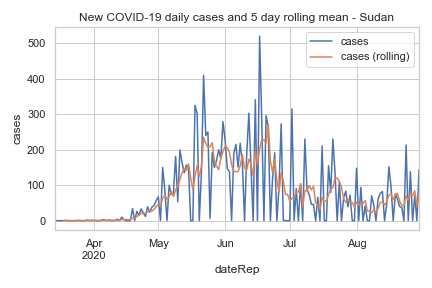 New COVID-19 daily cases and 5 day rolling mean - Sudan
cases
cases (rolling)
500
400
300
200
100
0
cases
Apr
2020
May
Jun
Jul
Aug
dateRep